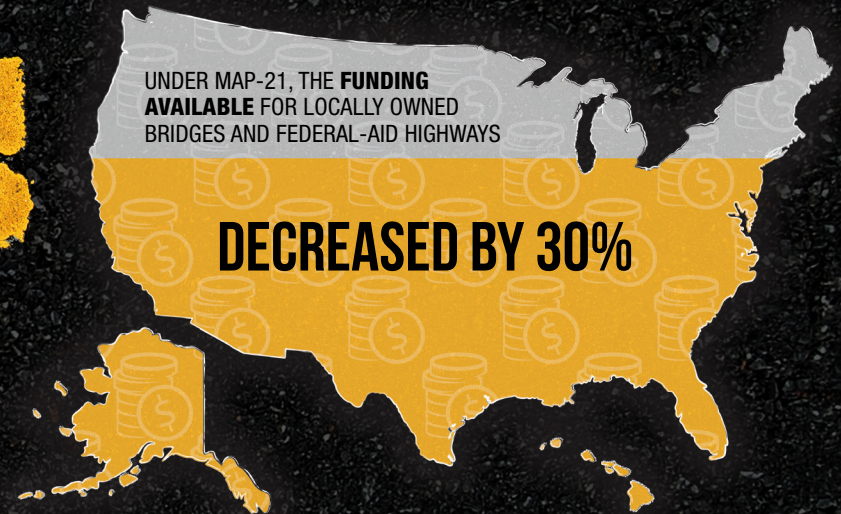 UNDER MAP-21, THE FUNDING
AVAILABLE FOR LOCALLY OWNED
BRIDGES AND FEDERAL-AID HIGHWAYS
DECREASED BY 30%